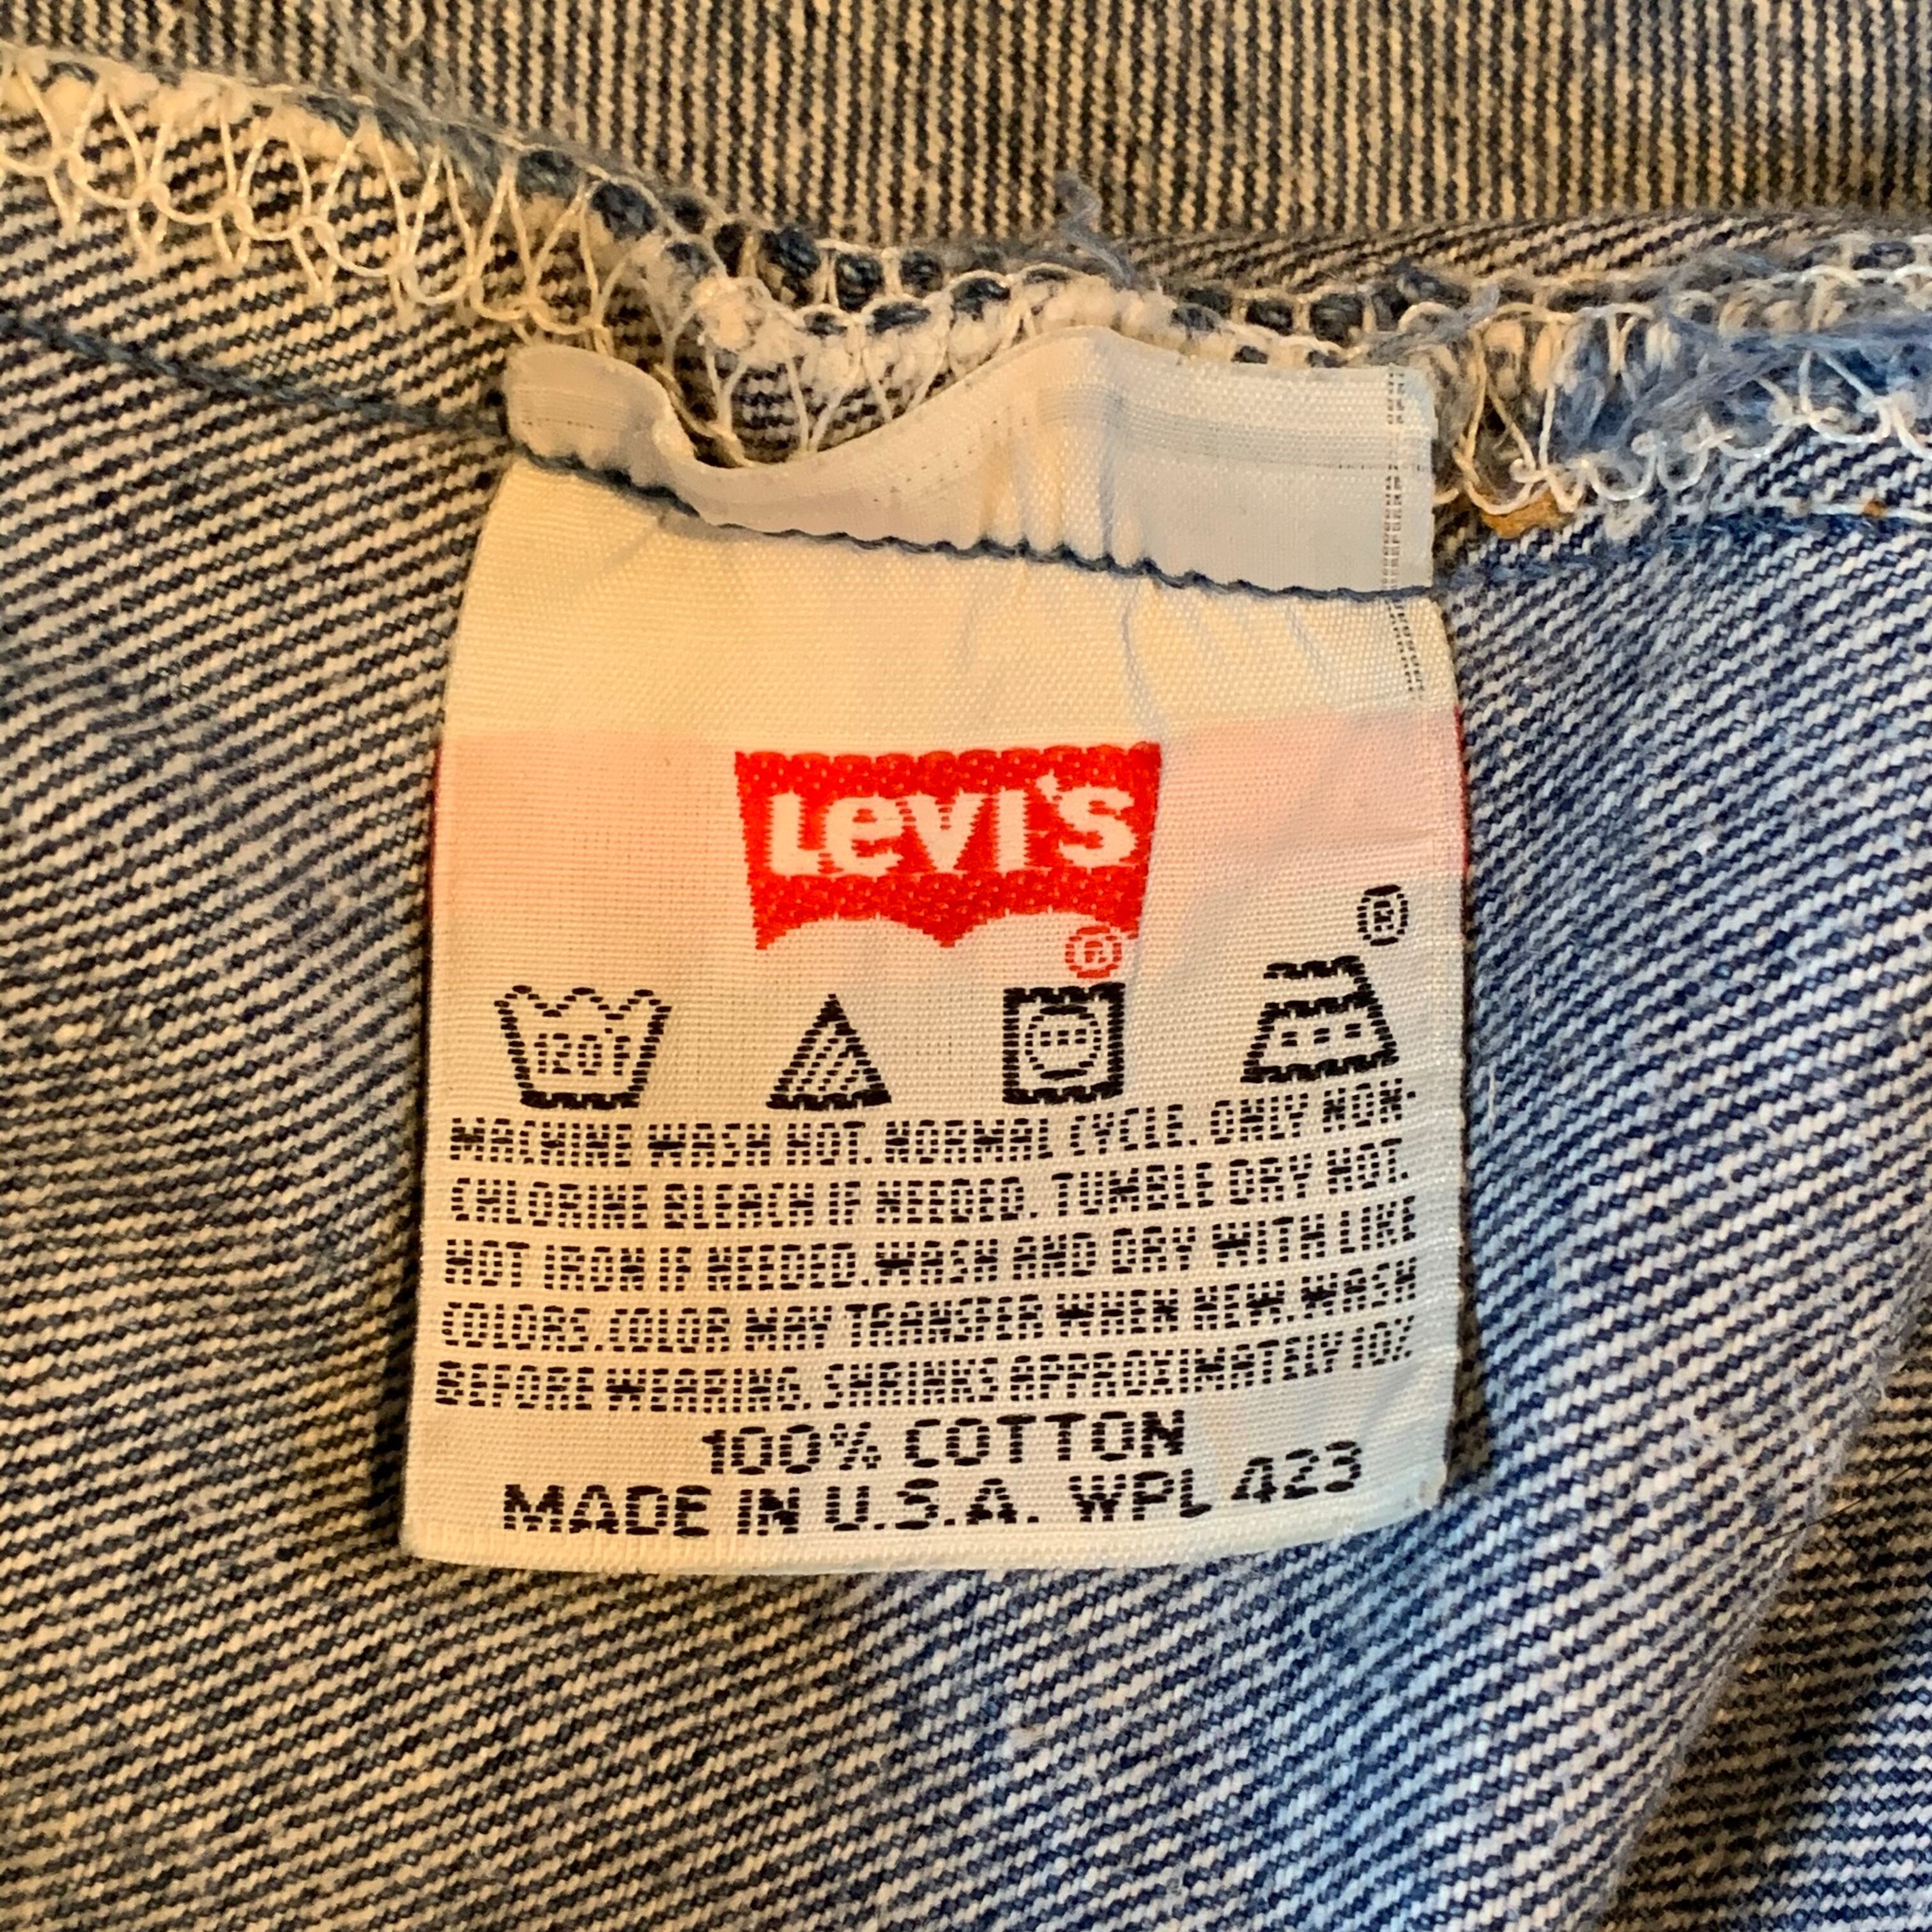 Levi's
®
®
120°F
MACHINE WASH HOT. NORMAL CYCLE. ONLY NON-
CHLORINE BLEACH IF NEEDED. TUMBLE DRY HOT.
HOT IRON IF NEEDED. WASH AND DRY WITH LIKE
COLORS. COLOR MAY TRANSFER WHEN NEW. WASH
BEFORE WEARING. SHRINKS APPROXIMATELY 10%.
100% COTTON
MADE IN U.S.A. WPL 423